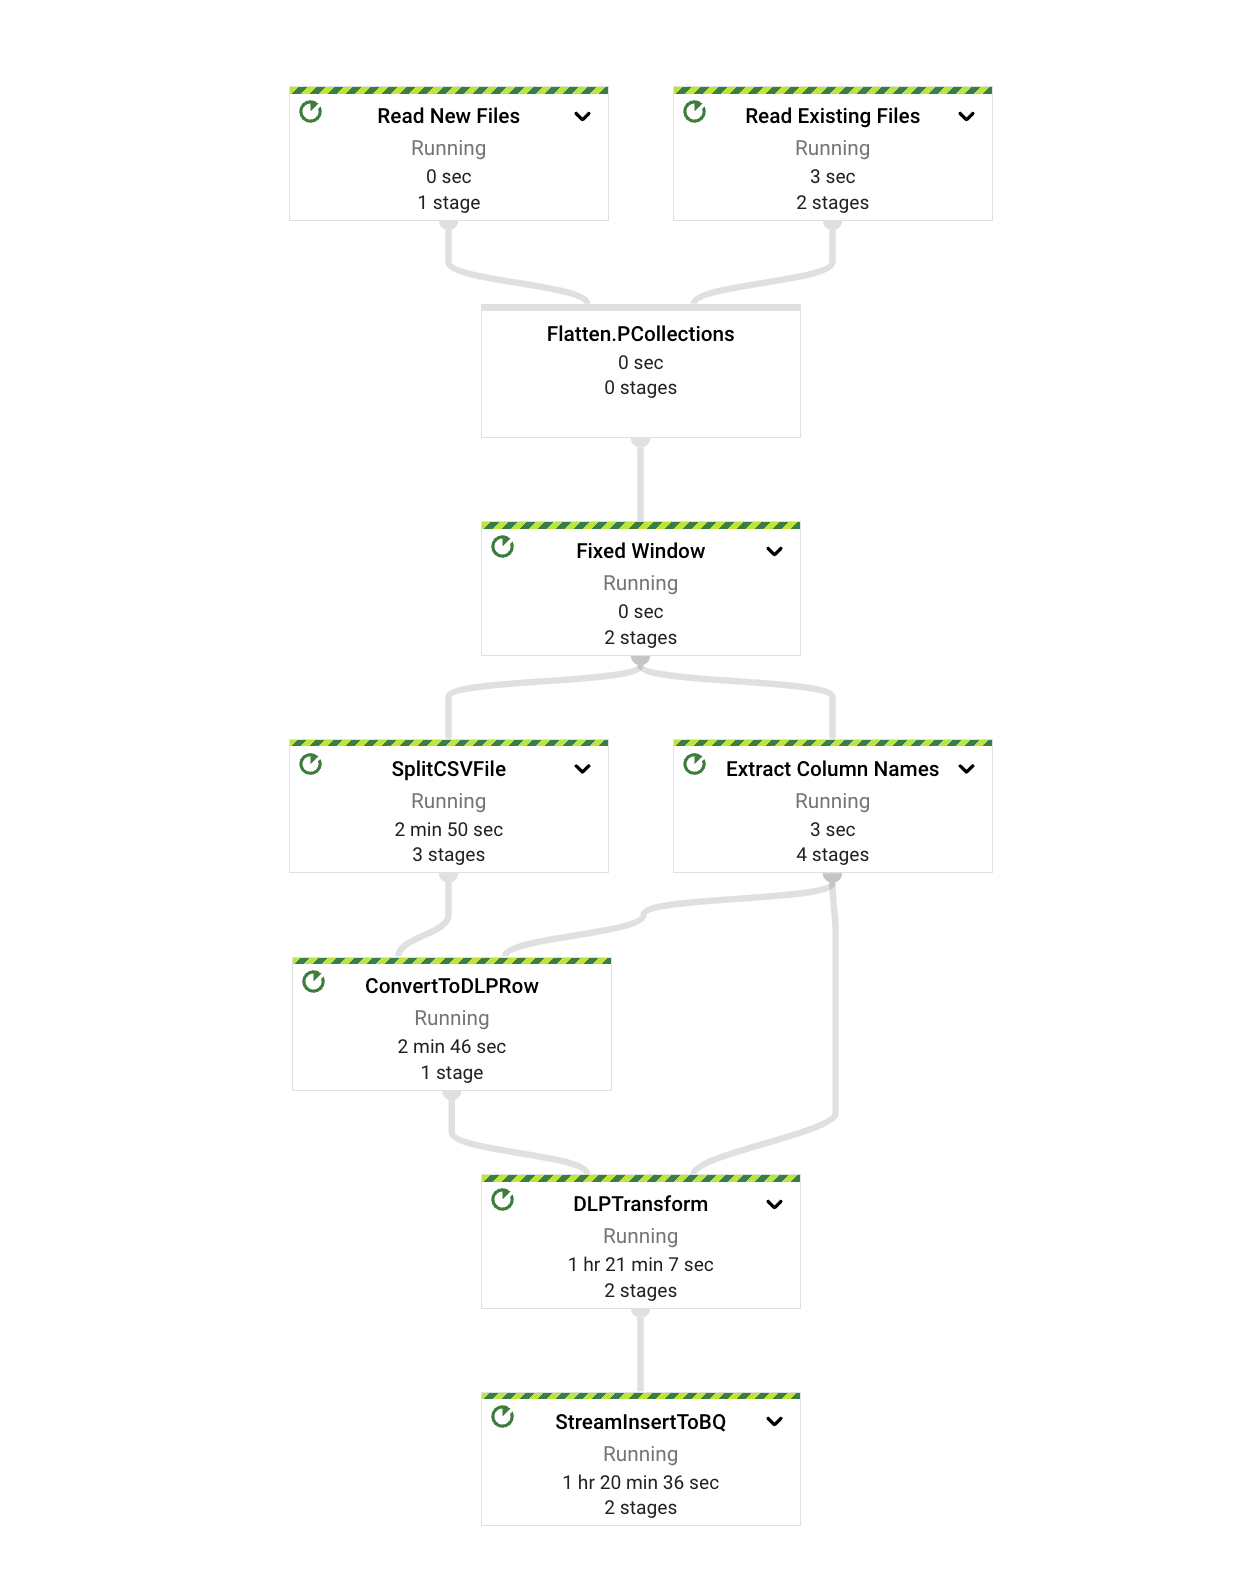 Read New Files
Running
0 sec
1 stage
Read Existing Files
Running
3 sec
2 stages
Flatten.PCollections
0 sec
0 stages
Fixed Window
Running
0 sec
2 stages
SplitCSVFile
Running
2 min 50 sec
3 stages
Extract Column Names
Running
3 sec
4 stages
ConvertToDLPRow
Running
2 min 46 sec
1 stage
DLPTransform
Running
1 hr 21 min 7 sec
2 stages
StreamInsertToBQ
Running
1 hr 20 min 36 sec
2 stages